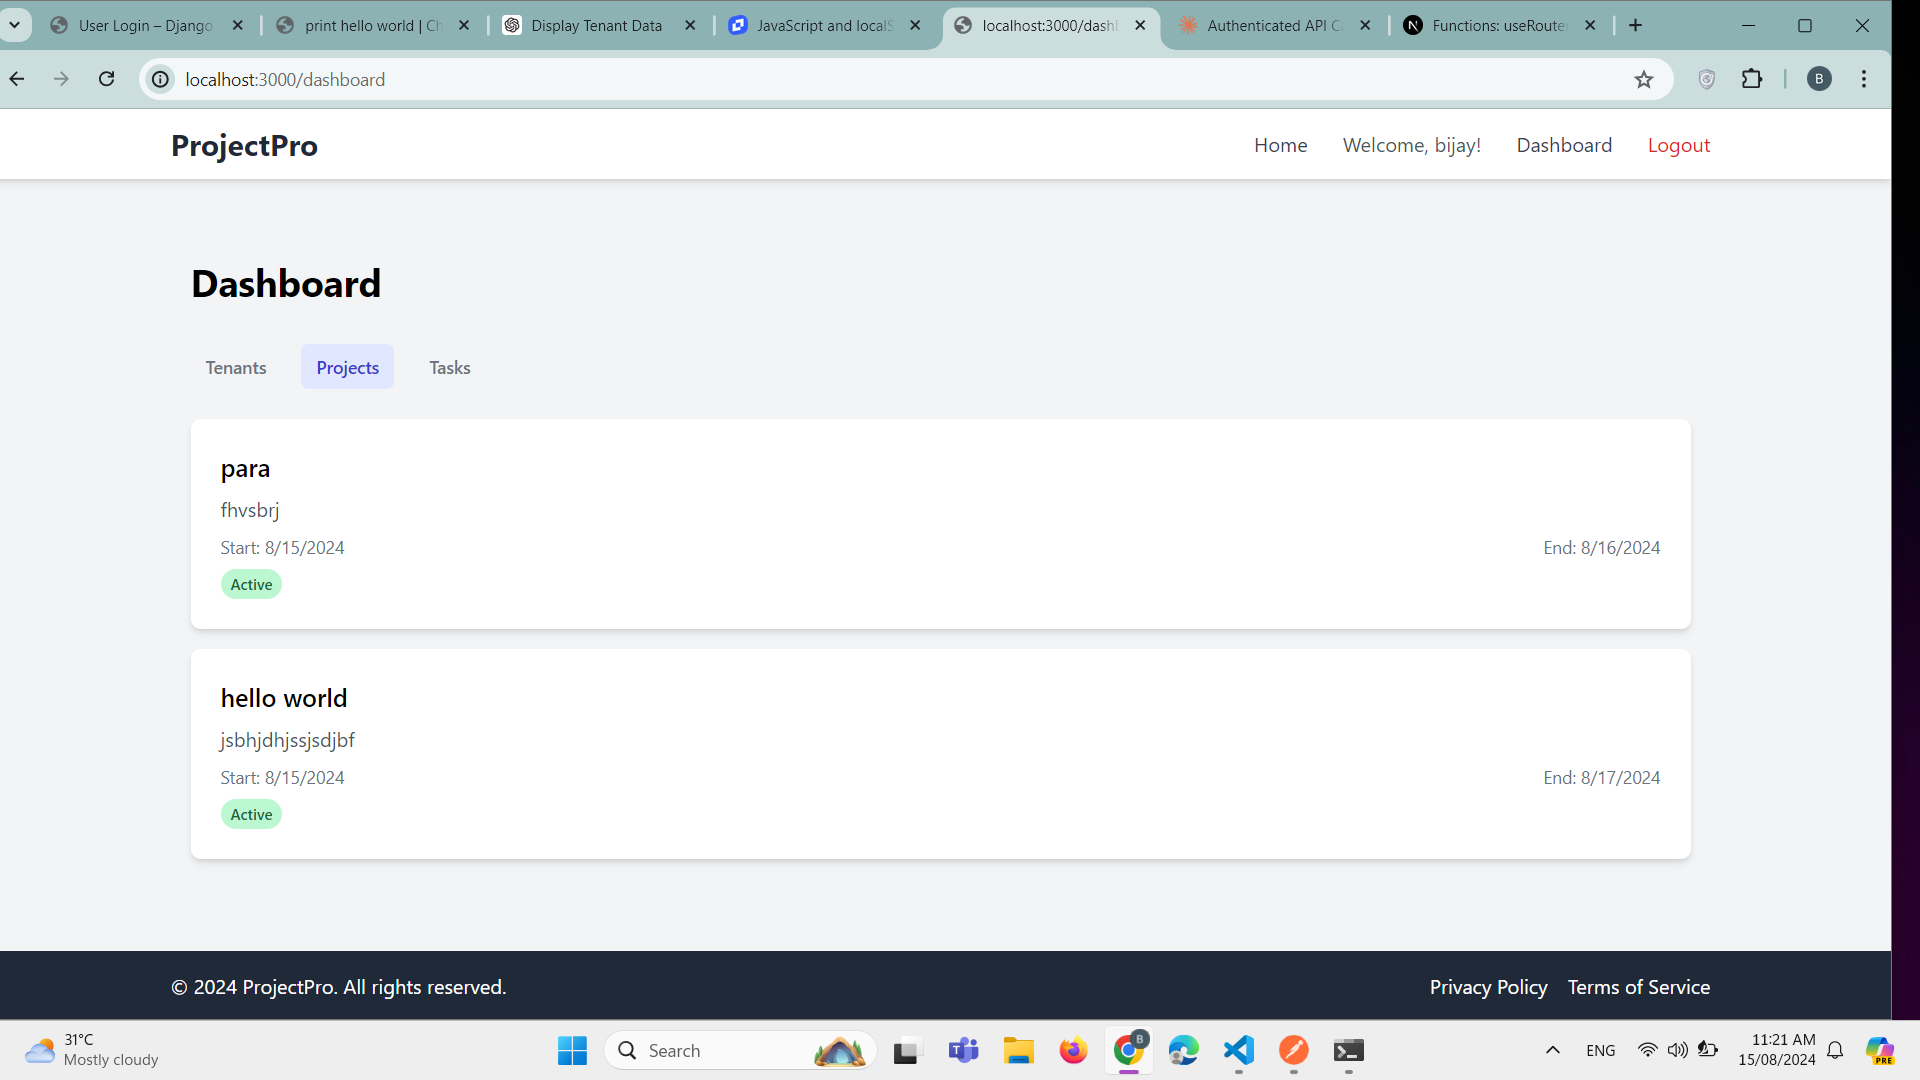 User Login – Django
print hello world | Ch
Display Tenant Data
JavaScript and localS
localhost:3000/dashb
Authenticated API Ca
Functions: useRouter
localhost:3000/dashboard
B
ProjectPro
Home
Welcome, bijay!
Dashboard
Logout
Dashboard
Tenants
Projects
Tasks
para
fhvsbrj
Start: 8/15/2024
End: 8/16/2024
Active
hello world
jsbhjdhjssjsdjbf
Start: 8/15/2024
End: 8/17/2024
Active
© 2024 ProjectPro. All rights reserved.
Privacy Policy
Terms of Service
31°C
Mostly cloudy
Search
B
ENG
11:21 AM
15/08/2024
PRE